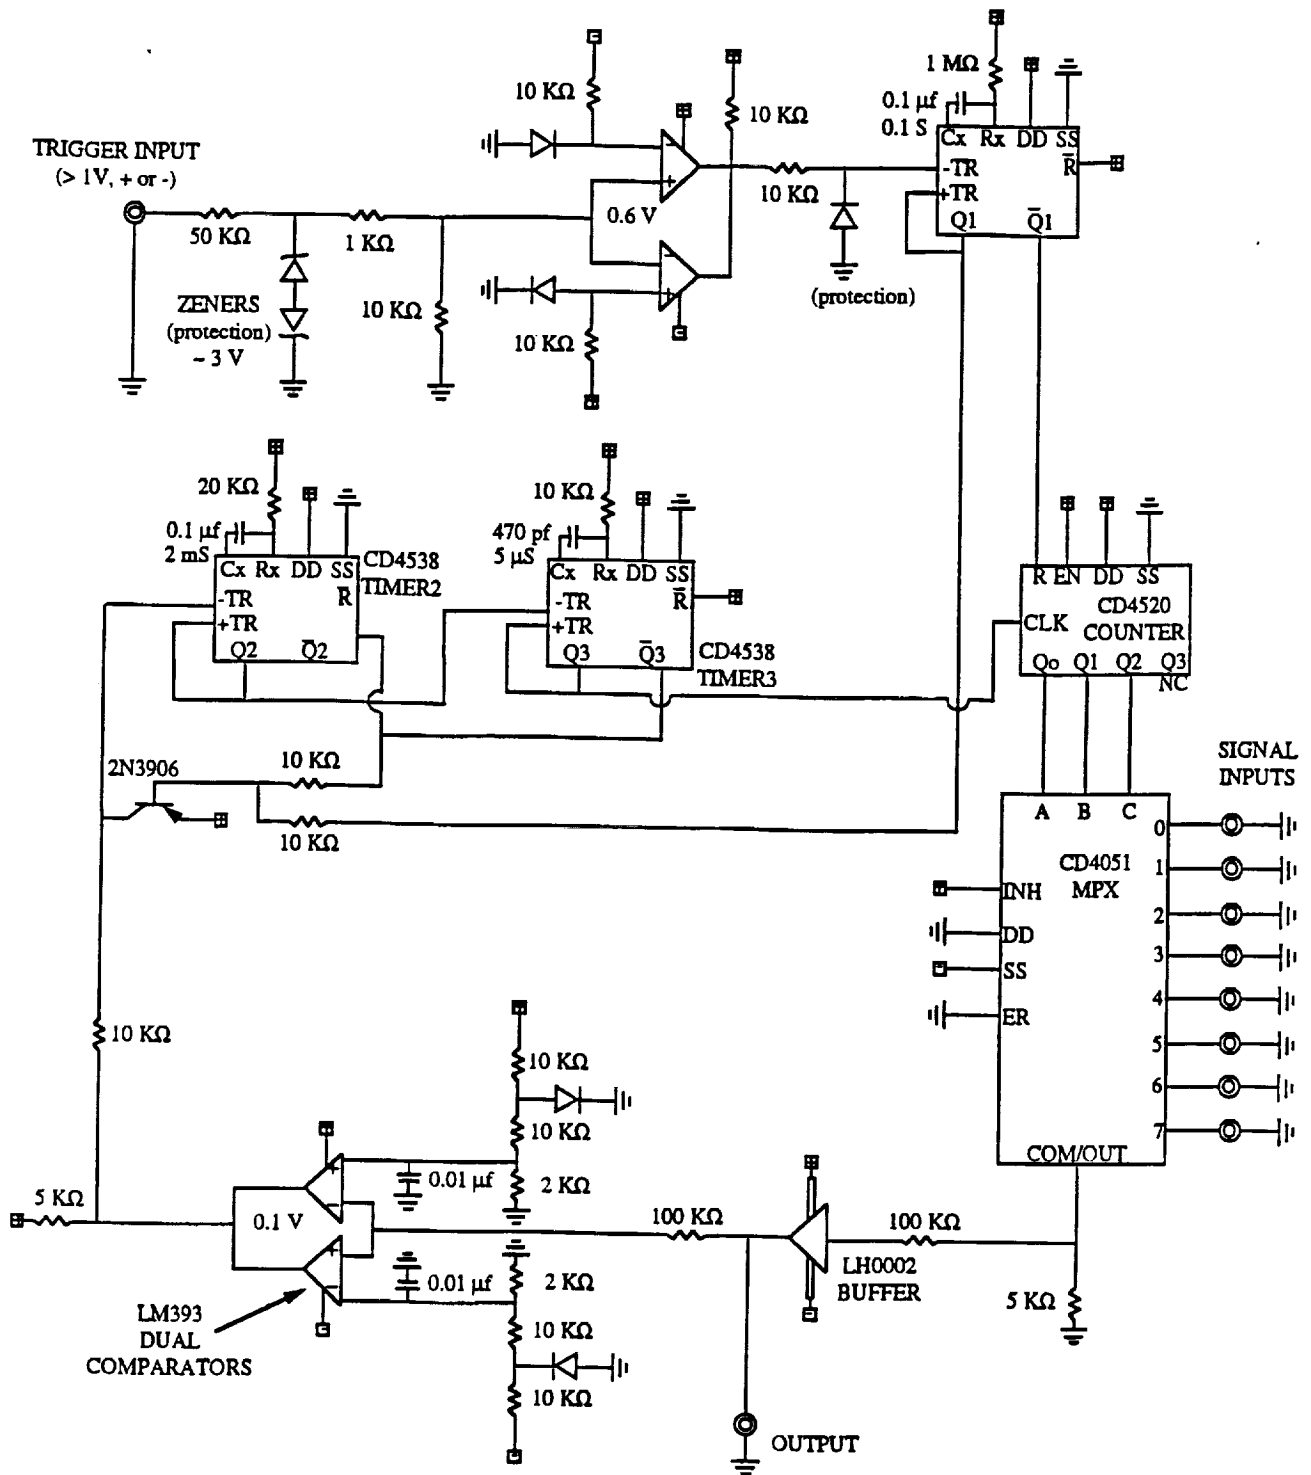 TRIGGER INPUT
(> 1V, + or -)
50 KΩ
1 KΩ
ZENERS
(protection)
~ 3 V
10 KΩ
10 KΩ
10 KΩ
0.6 V
10 KΩ
10 KΩ
(protection)
1 MΩ
0.1 µf
0.1 S
Cx Rx DD SS
-TR
+TR
R̅
Q1 Q̅1
20 KΩ
0.1 µf
2 mS
Cx Rx DD SS
-TR
+TR
R̅
Q2 Q̅2
CD4538
TIMER2
10 KΩ
470 pf
5 µS
Cx Rx DD SS
-TR
+TR
R̅
Q3 Q̅3
CD4538
TIMER3
R EN DD SS
CD4520
COUNTER
CLK
Qo Q1 Q2 Q3
NC
2N3906
10 KΩ
10 KΩ
SIGNAL
INPUTS
A B C
CD4051
MPX
INH
DD
SS
ER
0
1
2
3
4
5
6
7
COM/OUT
10 KΩ
10 KΩ
10 KΩ
0.01 µf
2 KΩ
5 KΩ
0.1 V
100 KΩ
100 KΩ
LH0002
BUFFER
5 KΩ
0.01 µf
2 KΩ
10 KΩ
10 KΩ
LM393
DUAL
COMPARATORS
OUTPUT